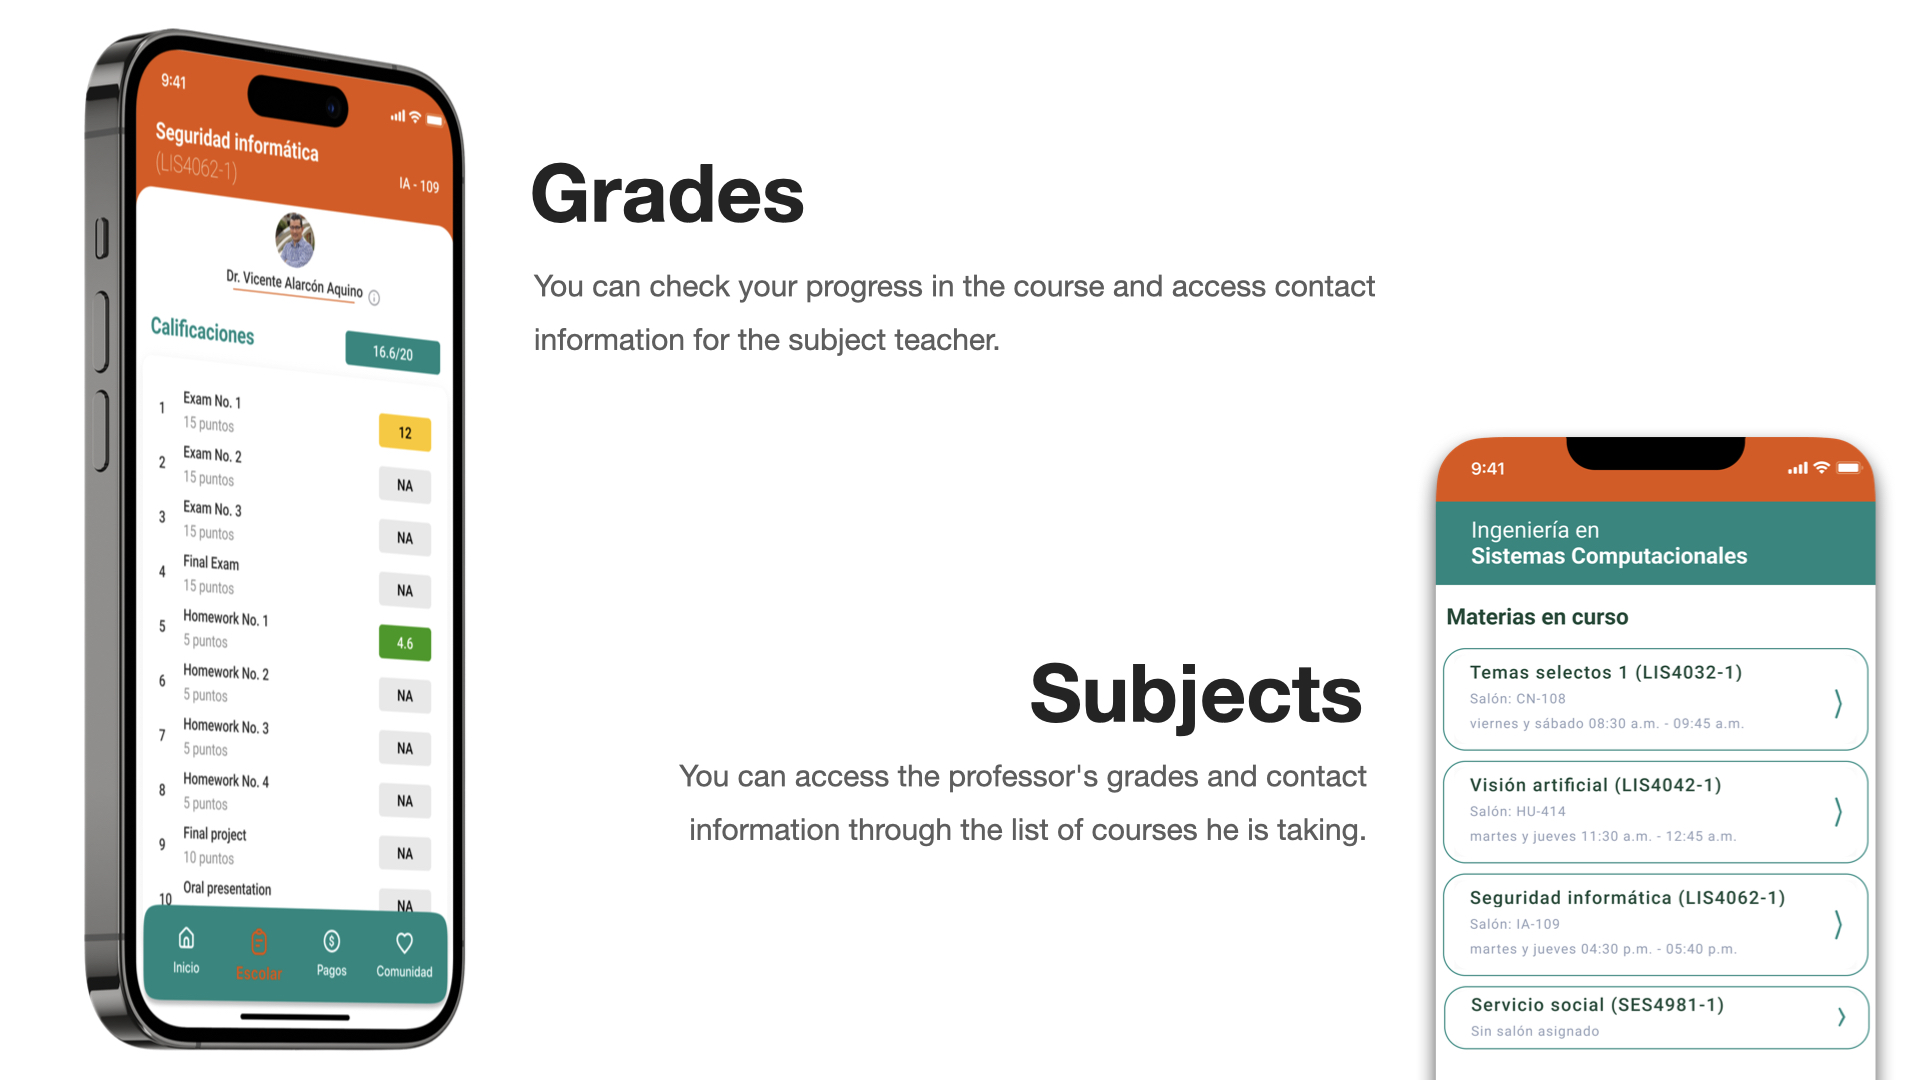 9:41
Seguridad informática
(LIS4062-1)
IA - 109
Dr. Vicente Alarcón Aquino
Calificaciones
16.6/20
1
Exam No. 1
15 puntos
12
2
Exam No. 2
15 puntos
NA
3
Exam No. 3
15 puntos
NA
4
Final Exam
15 puntos
NA
5
Homework No. 1
5 puntos
4.6
6
Homework No. 2
5 puntos
NA
7
Homework No. 3
5 puntos
NA
8
Homework No. 4
5 puntos
NA
9
Final project
10 puntos
NA
10
Oral presentation
NA
Inicio
Escolar
Pagos
Comunidad
Grades
You can check your progress in the course and access contact
information for the subject teacher.
Subjects
You can access the professor's grades and contact
information through the list of courses he is taking.
9:41
Ingeniería en
Sistemas Computacionales
Materias en curso
Temas selectos 1 (LIS4032-1)
Salón: CN-108
viernes y sábado 08:30 a.m. - 09:45 a.m.
Visión artificial (LIS4042-1)
Salón: HU-414
martes y jueves 11:30 a.m. - 12:45 a.m.
Seguridad informática (LIS4062-1)
Salón: IA-109
martes y jueves 04:30 p.m. - 05:40 p.m.
Servicio social (SES4981-1)
Sin salón asignado